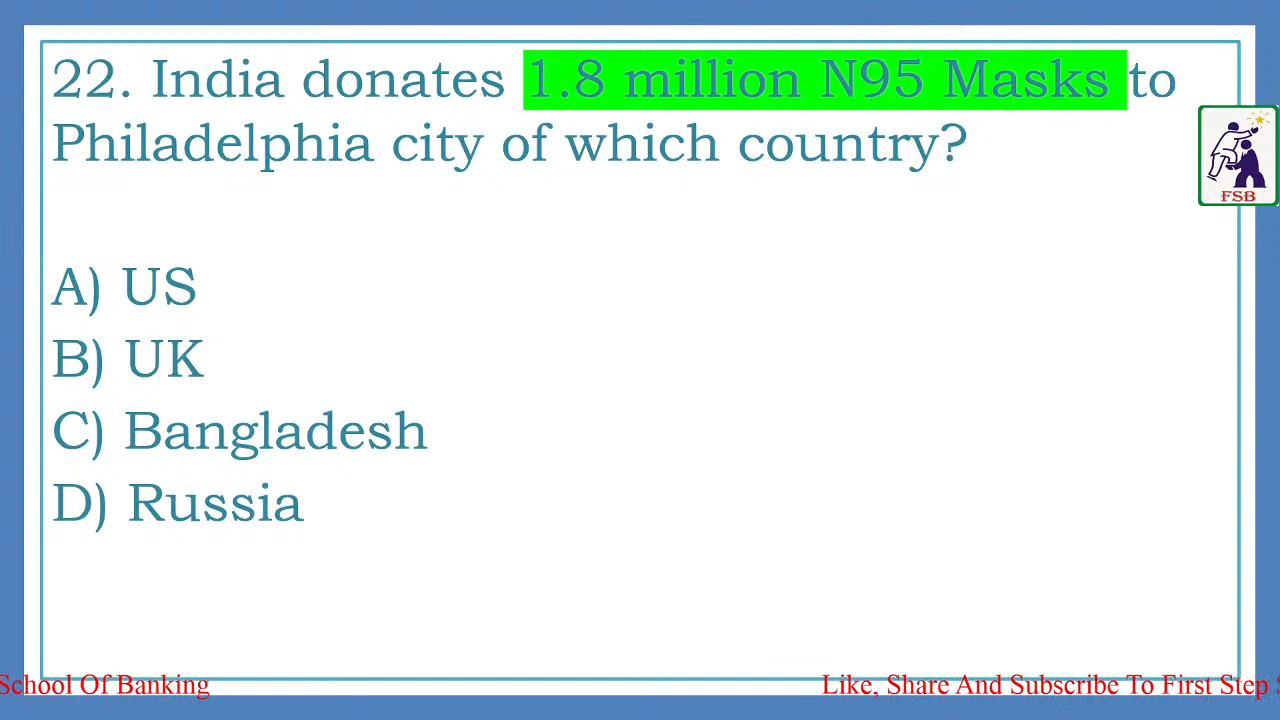 22. India donates 1.8 million N95 Masks to
Philadelphia city of which country?
FSB
A) US
B) UK
C) Bangladesh
D) Russia
School Of Banking
Like, Share And Subscribe To First Step